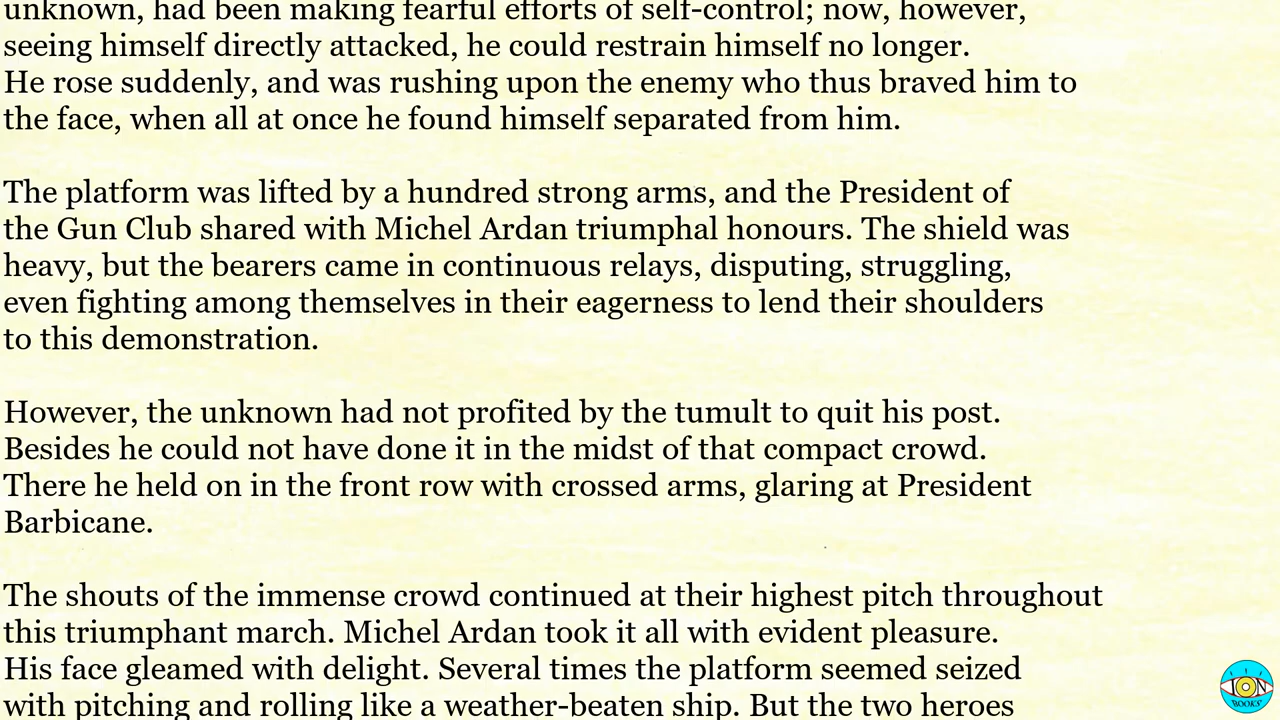 unknown, had been making fearful efforts of self-control; now, however,
seeing himself directly attacked, he could restrain himself no longer.
He rose suddenly, and was rushing upon the enemy who thus braved him to
the face, when all at once he found himself separated from him.
The platform was lifted by a hundred strong arms, and the President of
the Gun Club shared with Michel Ardan triumphal honours. The shield was
heavy, but the bearers came in continuous relays, disputing, struggling,
even fighting among themselves in their eagerness to lend their shoulders
to this demonstration.
However, the unknown had not profited by the tumult to quit his post.
Besides he could not have done it in the midst of that compact crowd.
There he held on in the front row with crossed arms, glaring at President
Barbicane.
The shouts of the immense crowd continued at their highest pitch throughout
this triumphant march. Michel Ardan took it all with evident pleasure.
His face gleamed with delight. Several times the platform seemed seized
with pitching and rolling like a weather-beaten ship. But the two heroes
ION
BOOKS